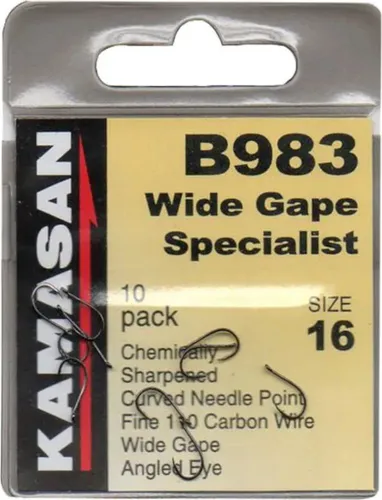 KAMASAN
B983
Wide Gape
Specialist
10
pack
SIZE
16
Chemically
Sharpened
Curved Needle Point
Fine 110 Carbon Wire
Wide Gape
Angled Eye